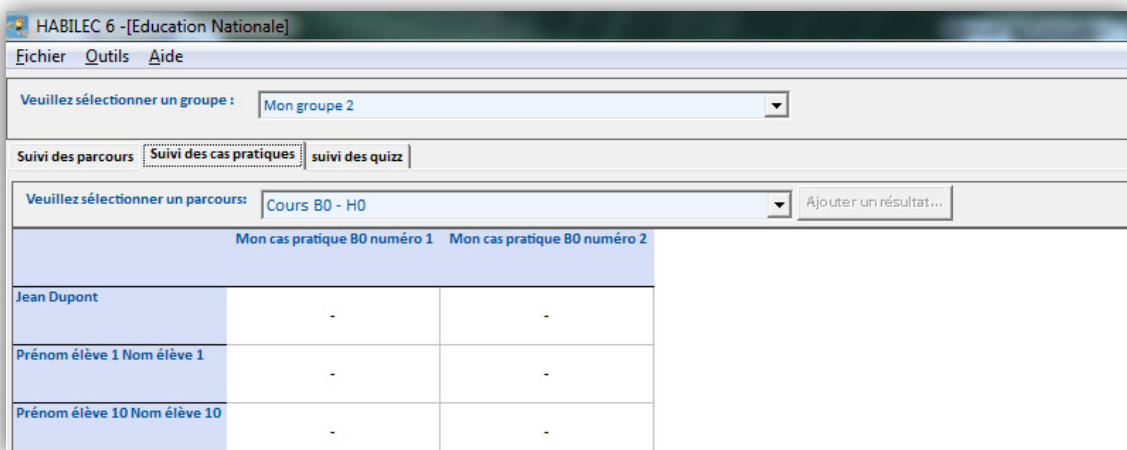 HABILEC 6 -[Education Nationale]
Fichier Outils Aide
Veuillez sélectionner un groupe : Mon groupe 2
Suivi des parcours Suivi des cas pratiques suivi des quizz
Veuillez sélectionner un parcours: Cours B0 - H0 Ajouter un résultat...
Mon cas pratique B0 numéro 1 Mon cas pratique B0 numéro 2
Jean Dupont
- -
Prénom élève 1 Nom élève 1
- -
Prénom élève 10 Nom élève 10
- -